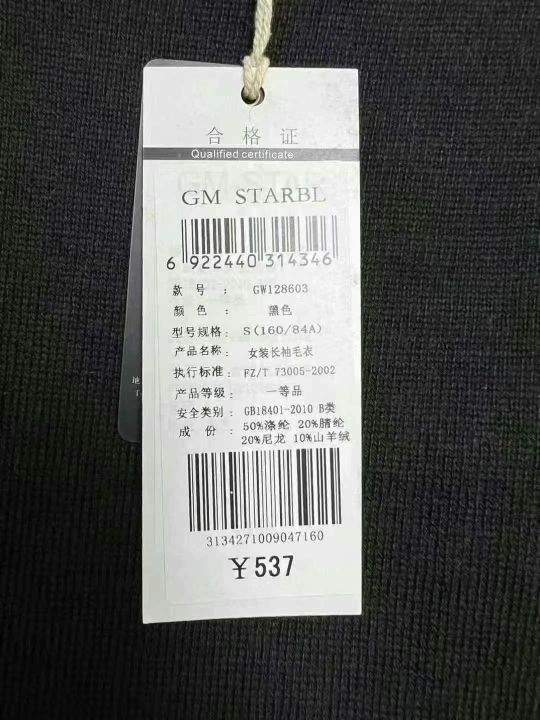 合格证
Qualified certificate
GM STARBL
6 922440 314346
款 号 : GW128603
颜 色 : 黑色
型号规格: S(160/84A)
产品名称: 女装长袖毛衣
执行标准: FZ/T 73005-2002
产品等级: 一等品
安全类别: GB18401-2010 B类
成 份 : 50%涤纶 20%腈纶
20%尼龙 10%山羊绒
3134271009047160
¥537
地